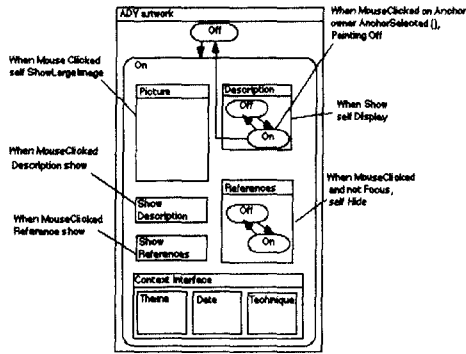 ADV artwork
Off
On
When Mouse Clicked
self ShowLargeImage
Picture
When MouseClicked
Description show
When MouseClicked
Reference show
Show
Description
Show
References
Description
Off
On
References
Off
On
When MouseClicked on Anchor
owner AnchorSelected (),
Painting Off
When Show
self Display
When MouseClicked
and not Focus,
self Hide
Context Interface
Theme
Date
Technique